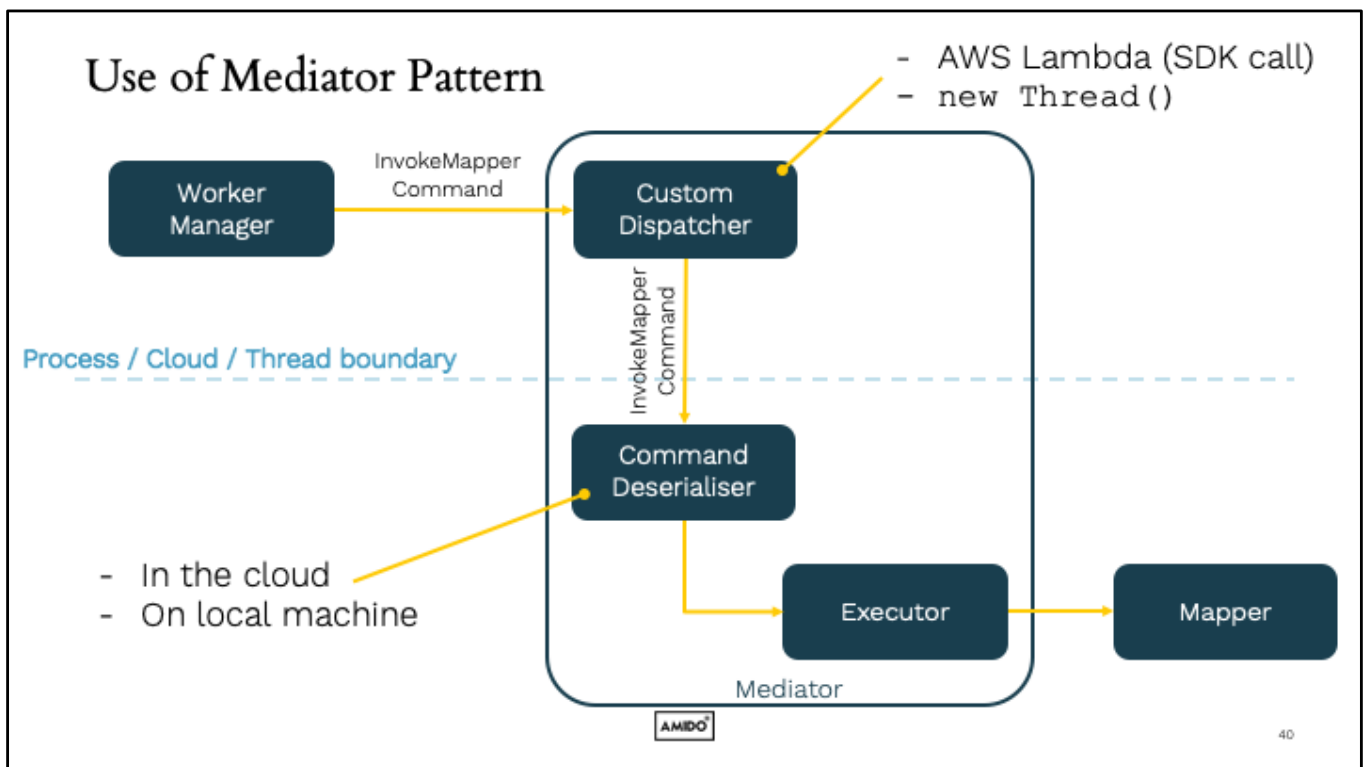 Use of Mediator Pattern
- AWS Lambda (SDK call)
- new Thread()
InvokeMapper
Command
Worker
Manager
Custom
Dispatcher
InvokeMapper
Command
Process / Cloud / Thread boundary
Command
Deserialiser
- In the cloud
- On local machine
Executor
Mapper
Mediator
AMIDO®
40